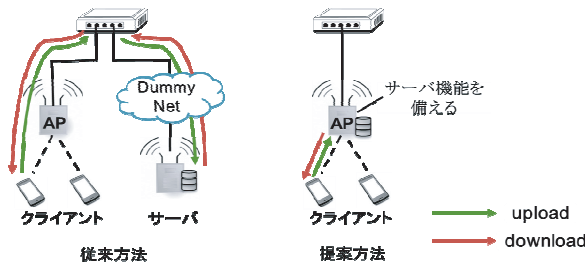 Dummy
Net
AP
クライアント
サーバ
従来方法
サーバ機能を
備える
AP
クライアント
提案方法
upload
download